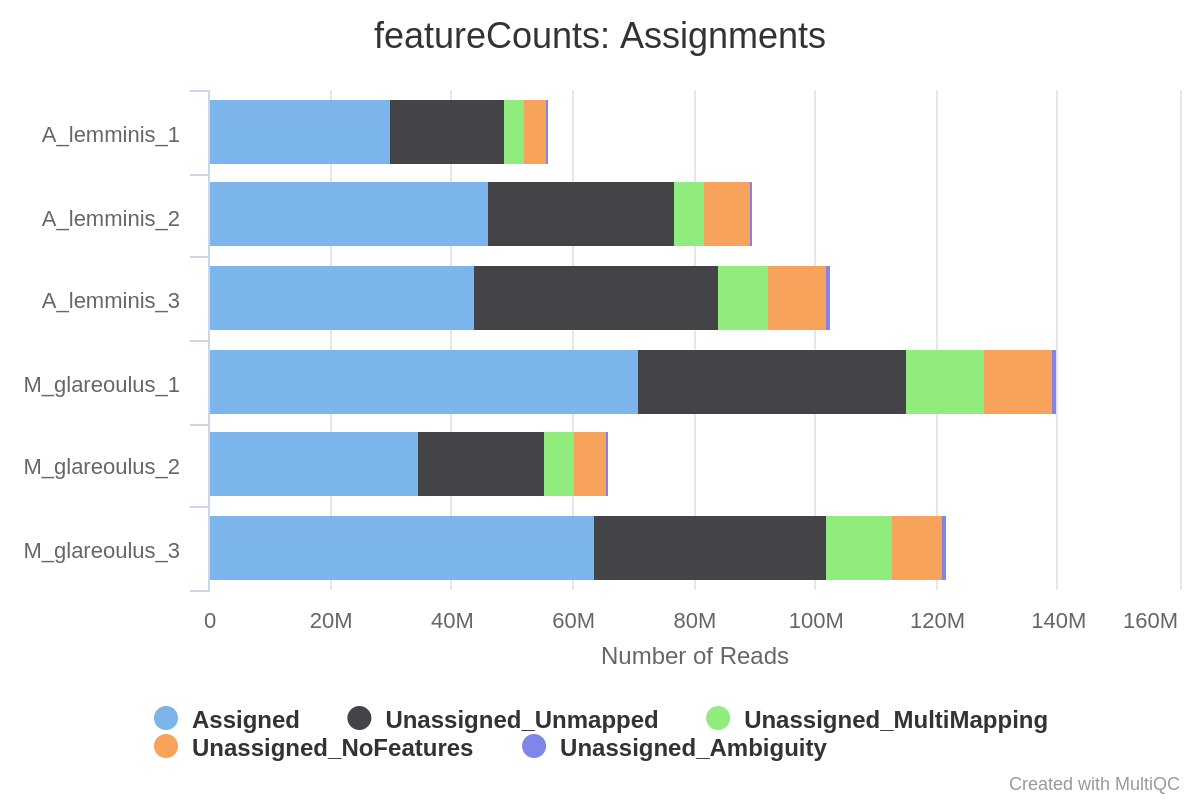 featureCounts: Assignments
A_lemminis_1
A_lemminis_2
A_lemminis_3
M_glareoulus_1
M_glareoulus_2
M_glareoulus_3
0 20M 40M 60M 80M 100M 120M 140M 160M
Number of Reads
Assigned Unassigned_Unmapped Unassigned_MultiMapping
Unassigned_NoFeatures Unassigned_Ambiguity
Created with MultiQC